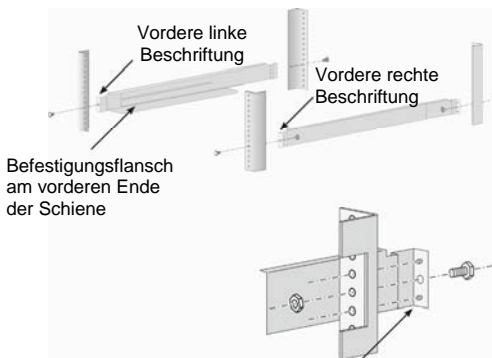 Vordere linke
Beschriftung
Vordere rechte
Beschriftung
Befestigungsflansch
am vorderen Ende
der Schiene